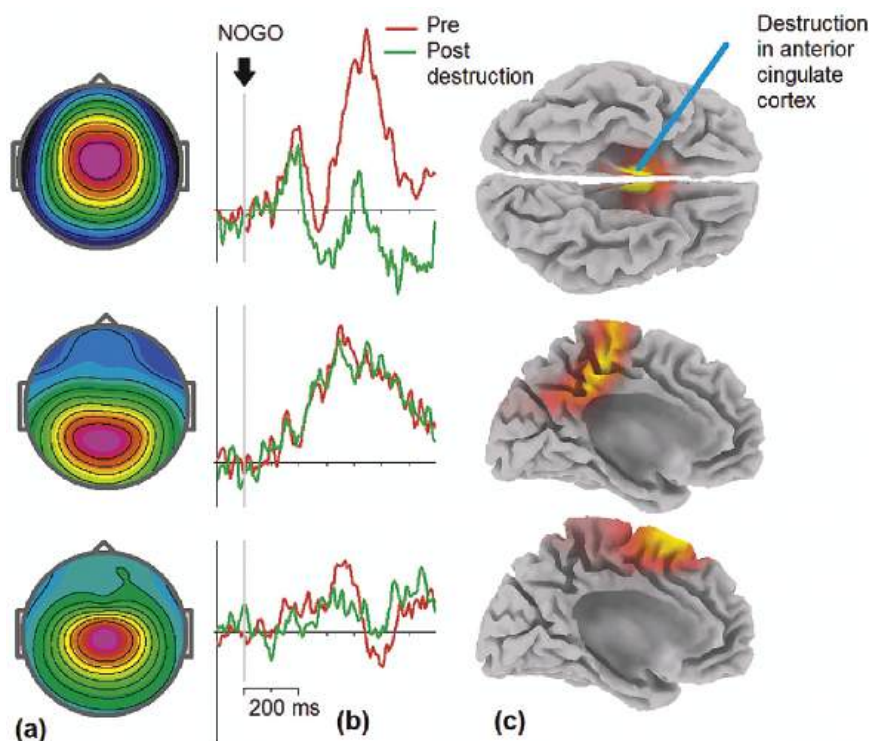 NOGO
Pre
Post
destruction
Destruction
in anterior
cingulate
cortex
200 ms
(a)
(b)
(c)